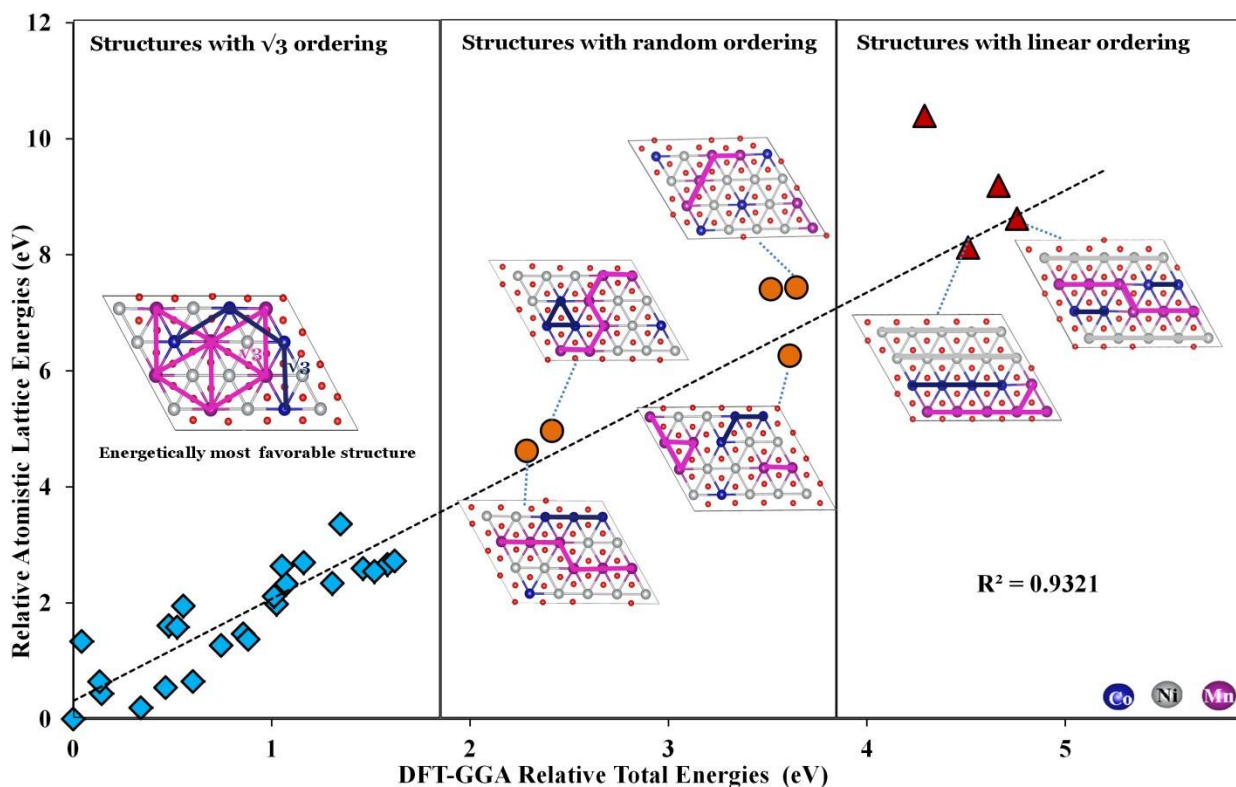 Structures with √3 ordering
Structures with random ordering
Structures with linear ordering
12
10
8
6
4
2
0
Relative Atomistic Lattice Energies (eV)
√3
√3
Energetically most favorable structure
R² = 0.9321
Co Ni Mn
0 1 2 3 4 5
DFT-GGA Relative Total Energies (eV)